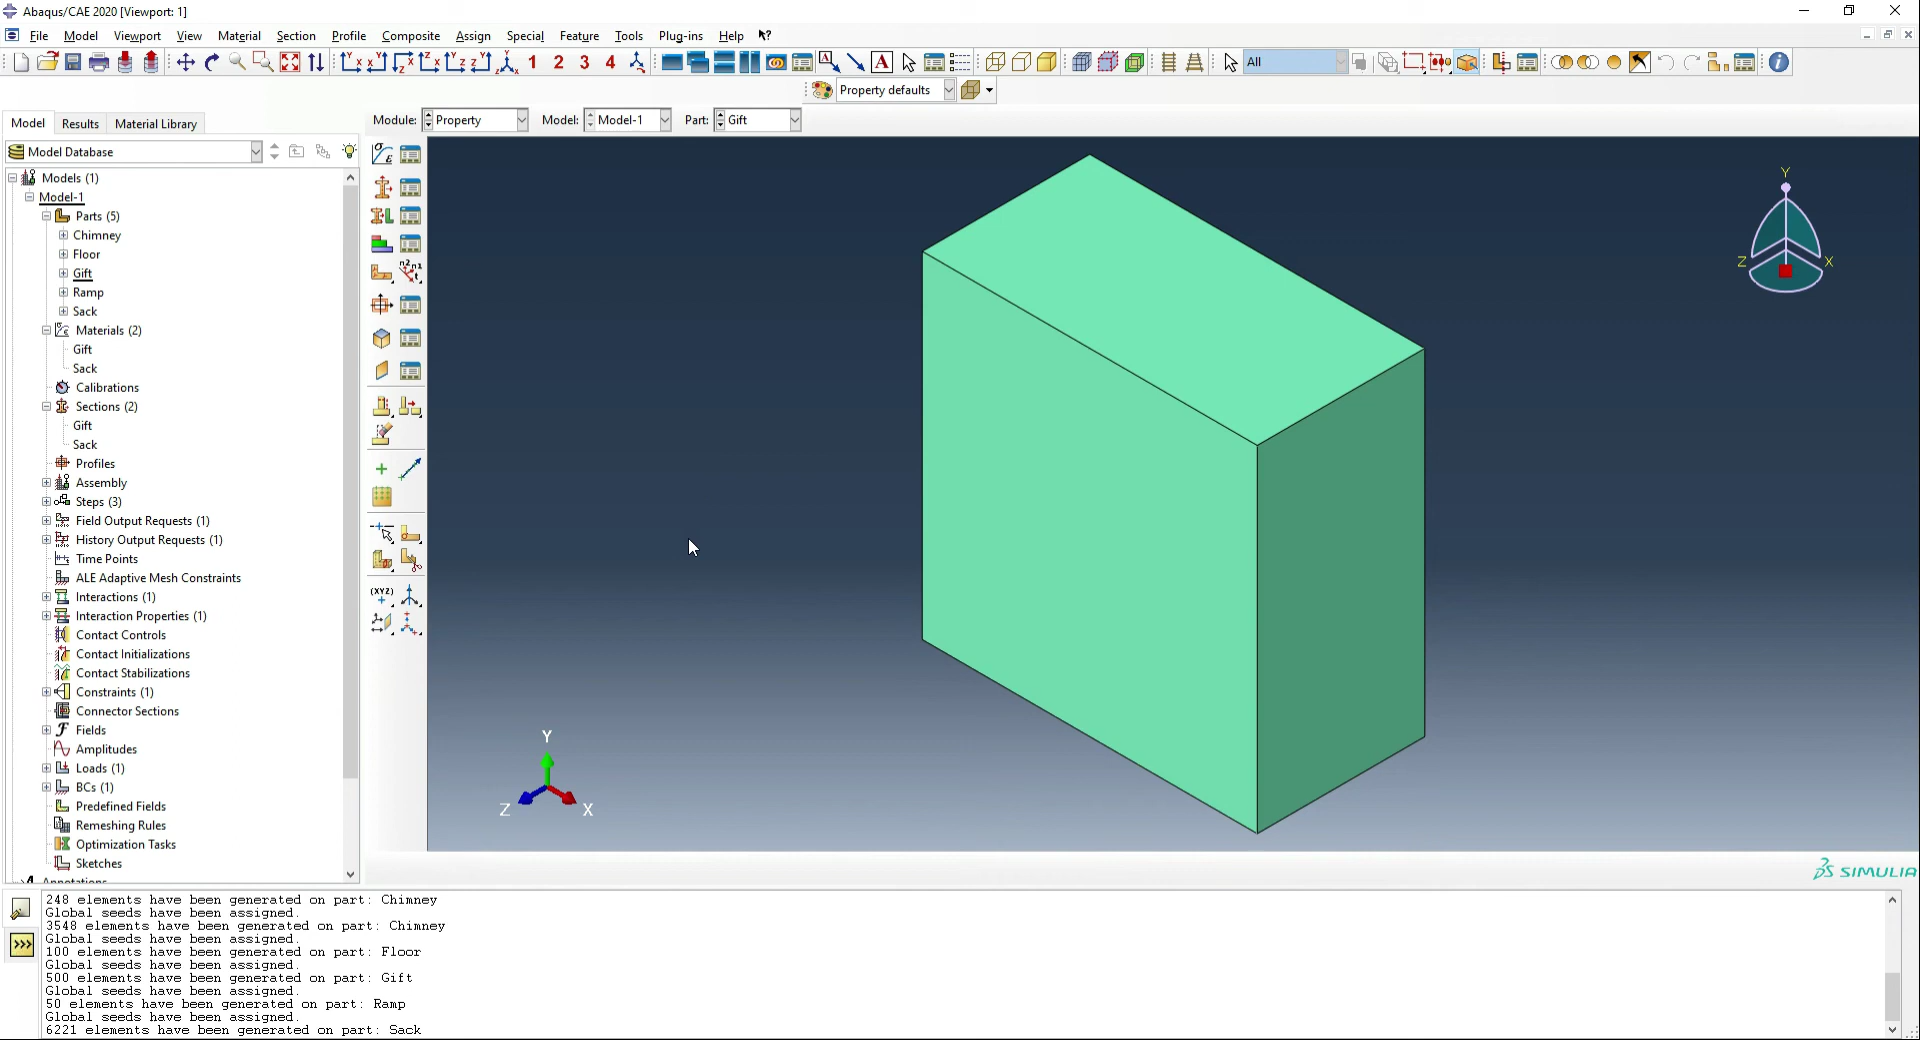 Abaqus/CAE 2020 [Viewport: 1]
File Model Viewport View Material Section Profile Composite Assign Special Feature Tools Plug-ins Help
1 2 3 4 All
Property defaults
Model Results Material Library
Module: Property Model: Model-1 Part: Gift
Model Database
Models (1)
Model-1
Parts (5)
Chimney
Floor
Gift
Ramp
Sack
Materials (2)
Gift
Sack
Calibrations
Sections (2)
Gift
Sack
Profiles
Assembly
Steps (3)
Field Output Requests (1)
History Output Requests (1)
Time Points
ALE Adaptive Mesh Constraints
Interactions (1)
Interaction Properties (1)
Contact Controls
Contact Initializations
Contact Stabilizations
Constraints (1)
Connector Sections
Fields
Amplitudes
Loads (1)
BCs (1)
Predefined Fields
Remeshing Rules
Optimization Tasks
Sketches
Annotations
(XYZ)
Y
Z X
Y
Z X
SIMULIA
248 elements have been generated on part: Chimney
Global seeds have been assigned.
3548 elements have been generated on part: Chimney
Global seeds have been assigned.
100 elements have been generated on part: Floor
Global seeds have been assigned.
500 elements have been generated on part: Gift
Global seeds have been assigned.
50 elements have been generated on part: Ramp
Global seeds have been assigned.
6221 elements have been generated on part: Sack